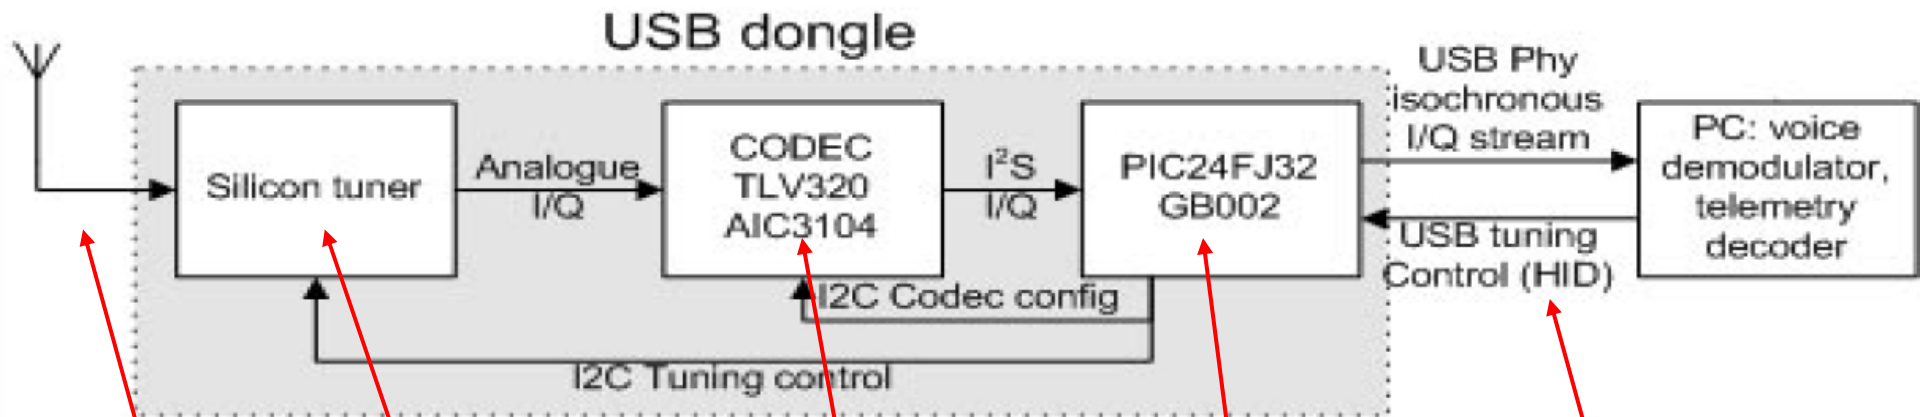 USB dongle
Silicon tuner
Analogue
I/Q
CODEC
TLV320
AIC3104
I²S
I/Q
PIC24FJ32
GB002
USB Phy
isochronous
I/Q stream
USB tuning
Control (HID)
PC: voice
demodulator,
telemetry
decoder
I2C Codec config
I2C Tuning control